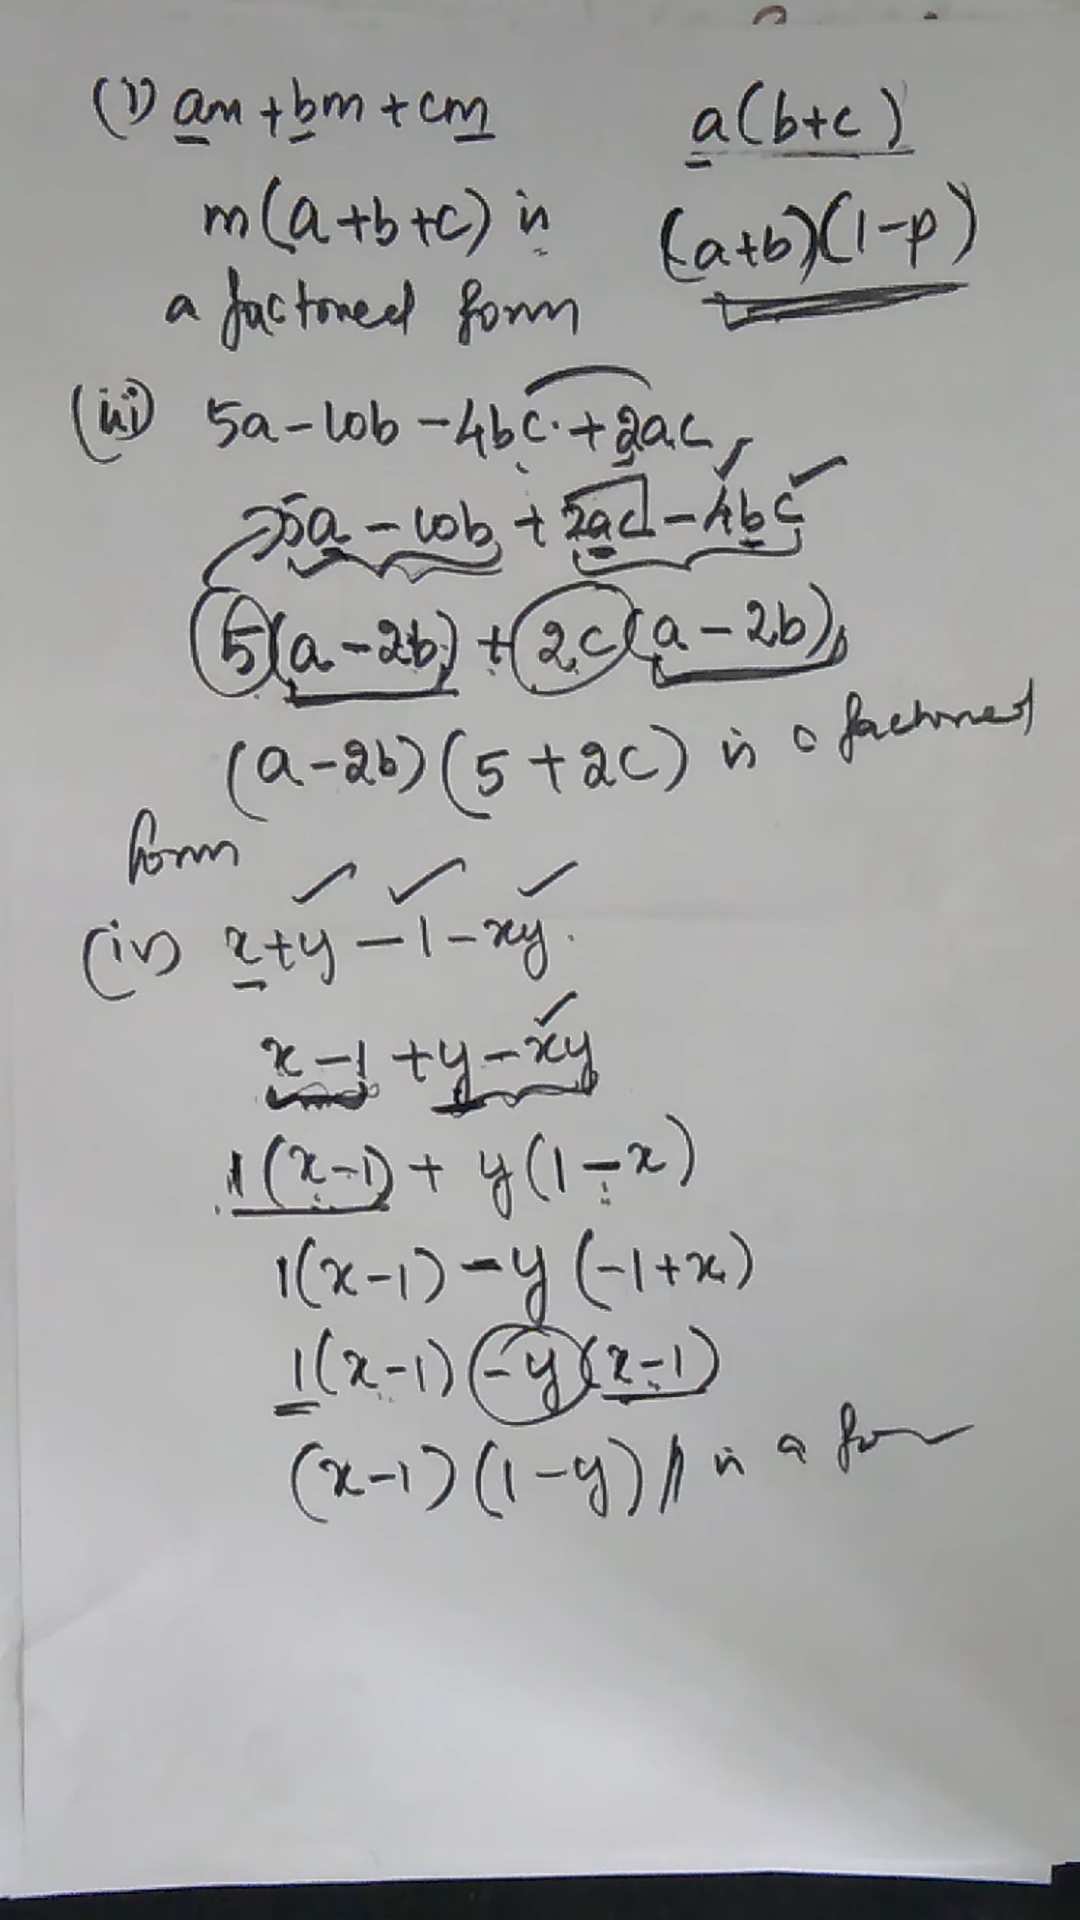 (i) am + bm + cm
a(b+c)
m(a+b+c) is
(a+b)(1-p)
a factored form
(iii) 5a - 10b - 4bc + 2ac
5a - 10b + 2ac - 4bc
5(a-2b) + 2c(a-2b)
(a-2b)(5+2c) is a factored
form
(iv) x+y-1-xy.
x-1 +y-xy
1(x-1) + y(1-x)
1(x-1) -y (-1+x)
1(x-1) -y(x-1)
(x-1)(1-y)// is a